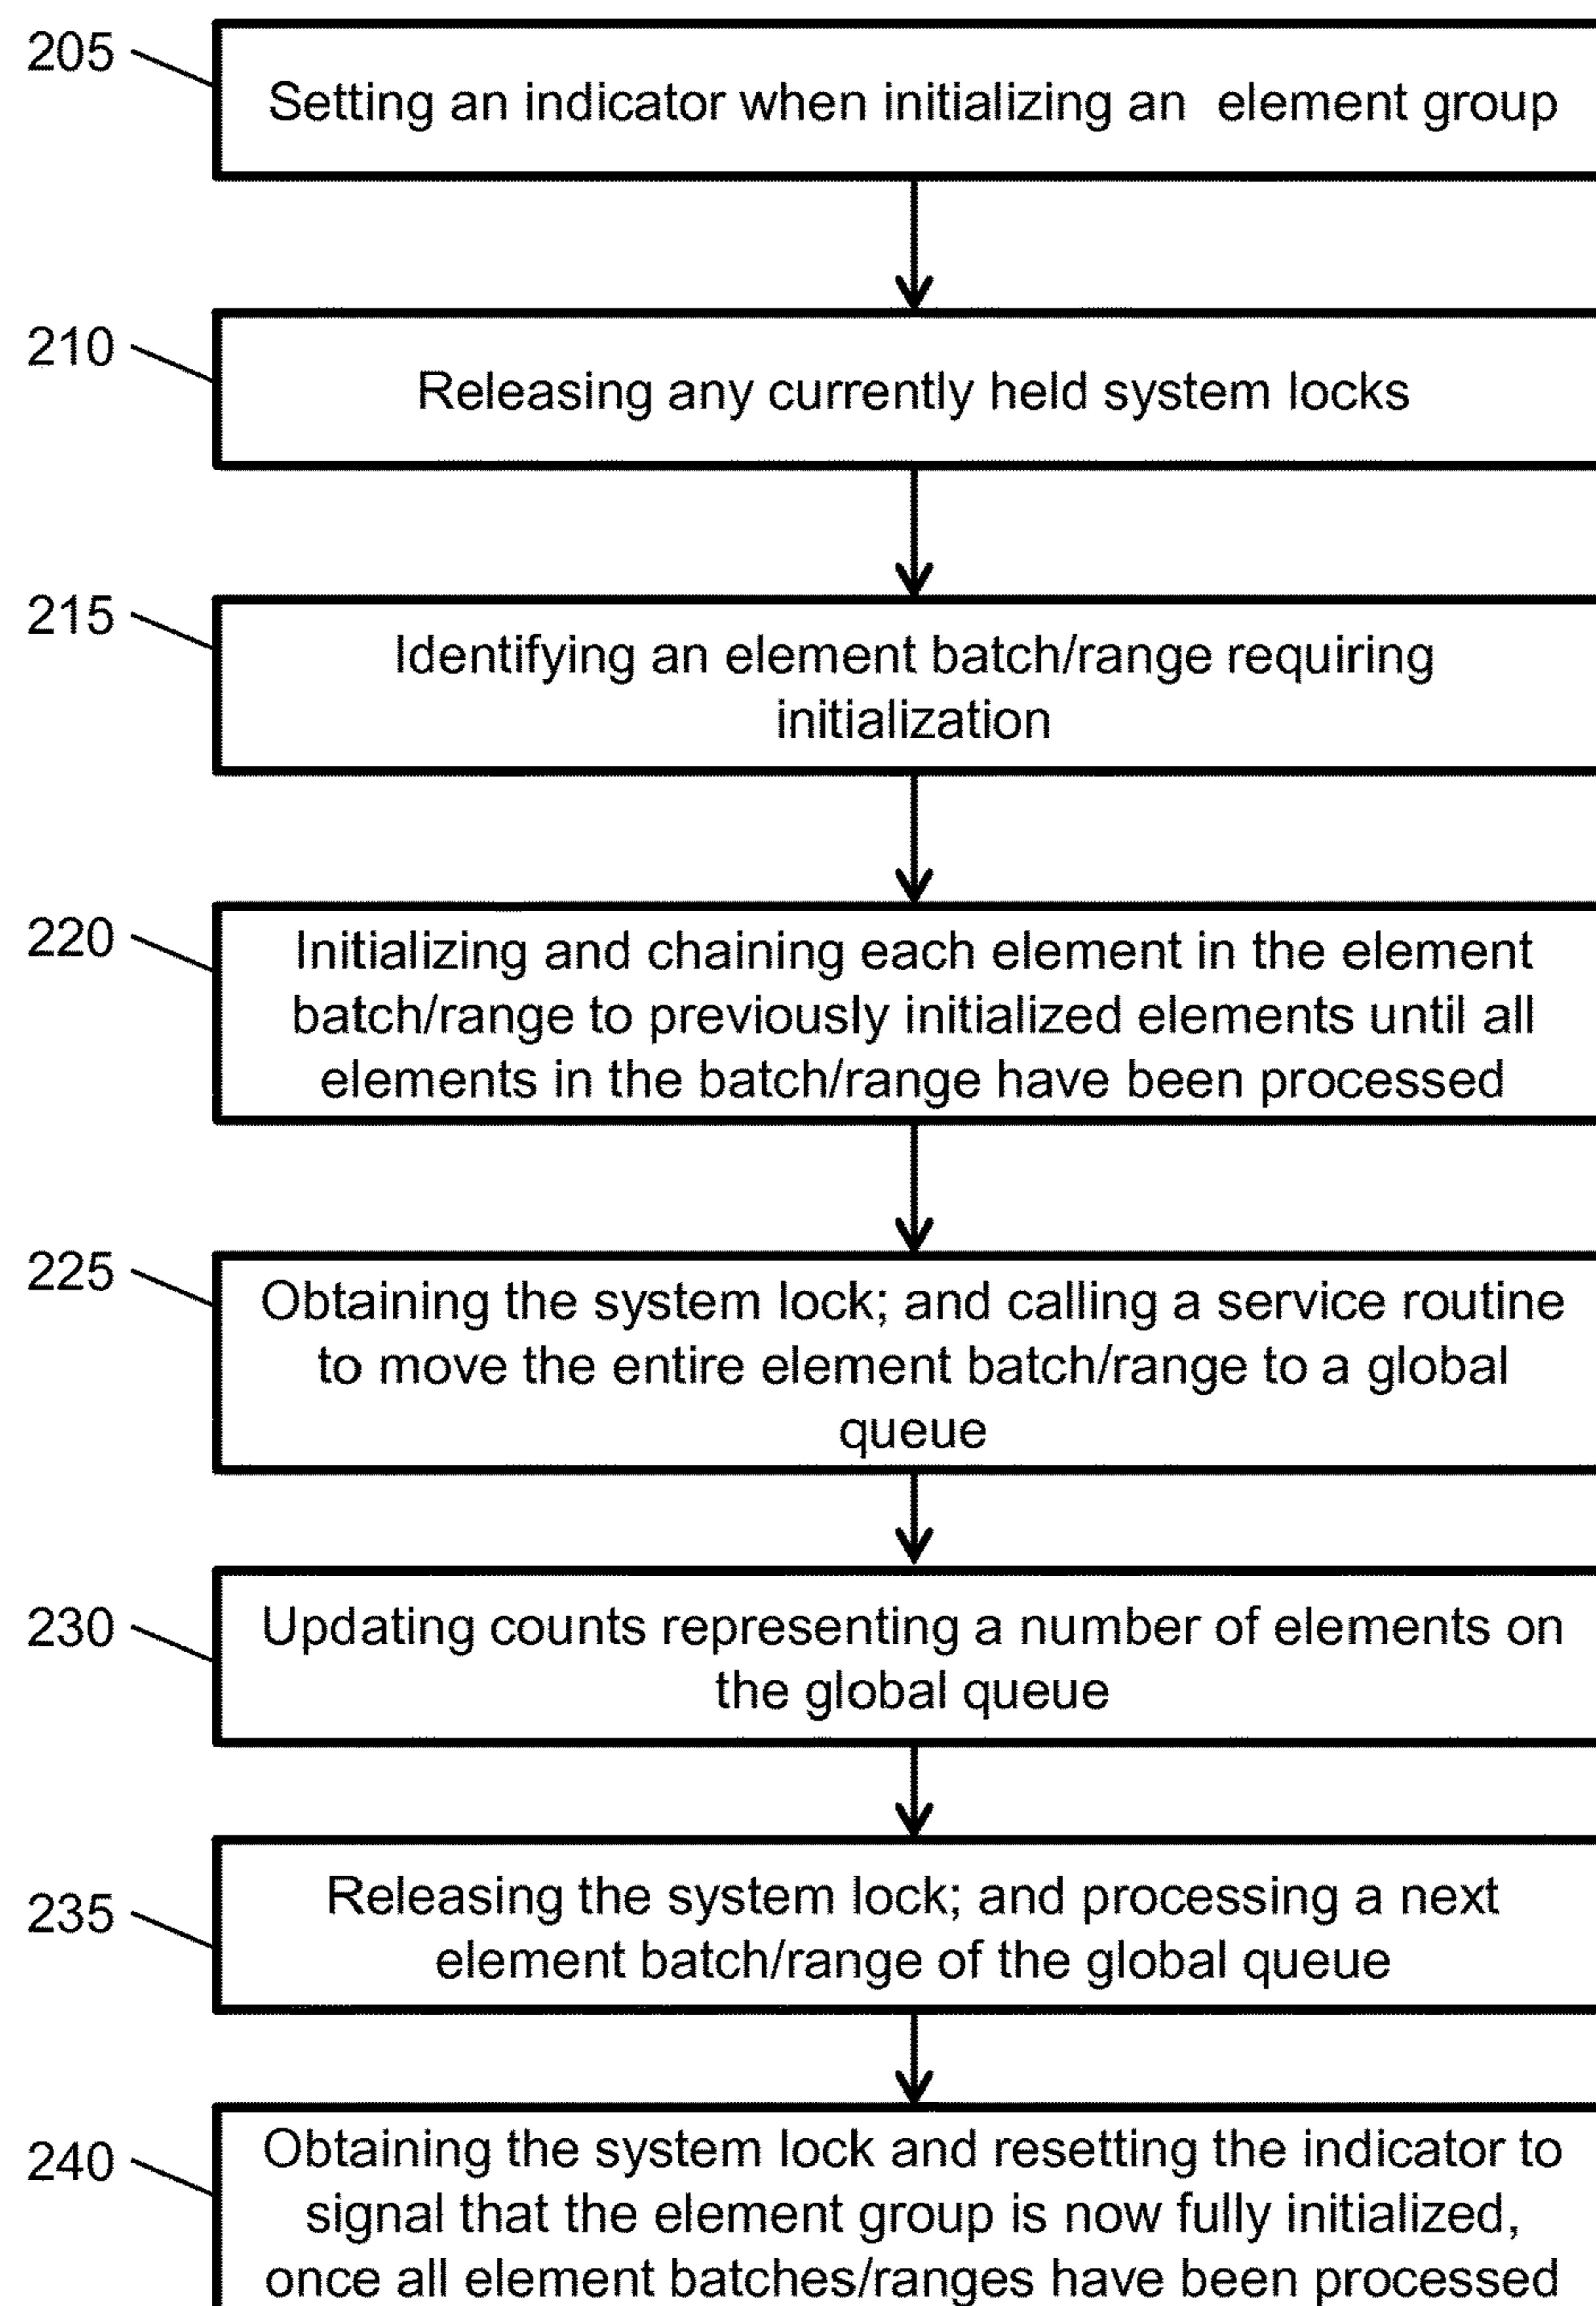 205
Setting an indicator when initializing an element group
210
Releasing any currently held system locks
215
Identifying an element batch/range requiring
initialization
220
Initializing and chaining each element in the element
batch/range to previously initialized elements until all
elements in the batch/range have been processed
225
Obtaining the system lock; and calling a service routine
to move the entire element batch/range to a global
queue
230
Updating counts representing a number of elements on
the global queue
235
Releasing the system lock; and processing a next
element batch/range of the global queue
240
Obtaining the system lock and resetting the indicator to
signal that the element group is now fully initialized,
once all element batches/ranges have been processed